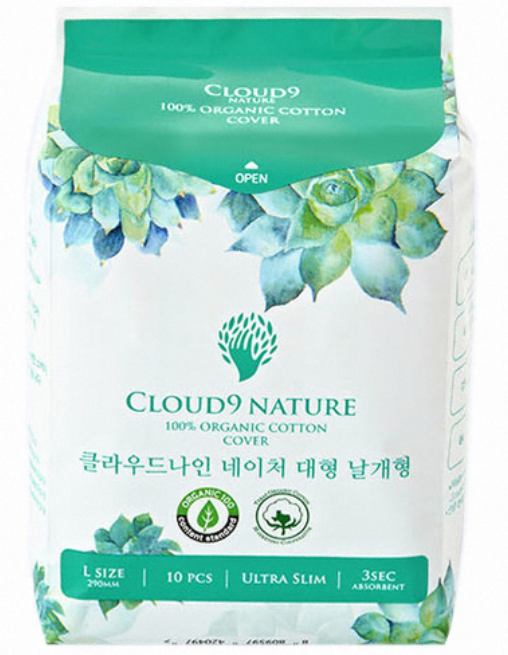 CLOUD9
NATURE
100% ORGANIC COTTON
COVER
OPEN
CLOUD9 NATURE
100% ORGANIC COTTON
COVER
클라우드나인 네이처 대형 날개형
ORGANIC 100
content standard
L SIZE
290MM
10 PCS
ULTRA SLIM
3SEC
ABSORBENT